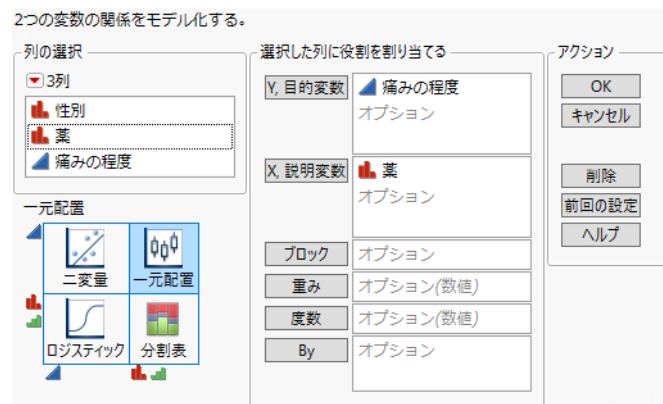 2つの変数の関係をモデル化する。
列の選択
3列
性別
薬
痛みの程度
一元配置
二変量
一元配置
ロジスティック
分割表
選択した列に役割を割り当てる
Y, 目的変数
痛みの程度
オプション
X, 説明変数
薬
オプション
ブロック
オプション
重み
オプション(数値)
度数
オプション(数値)
By
オプション
アクション
OK
キャンセル
削除
前回の設定
ヘルプ